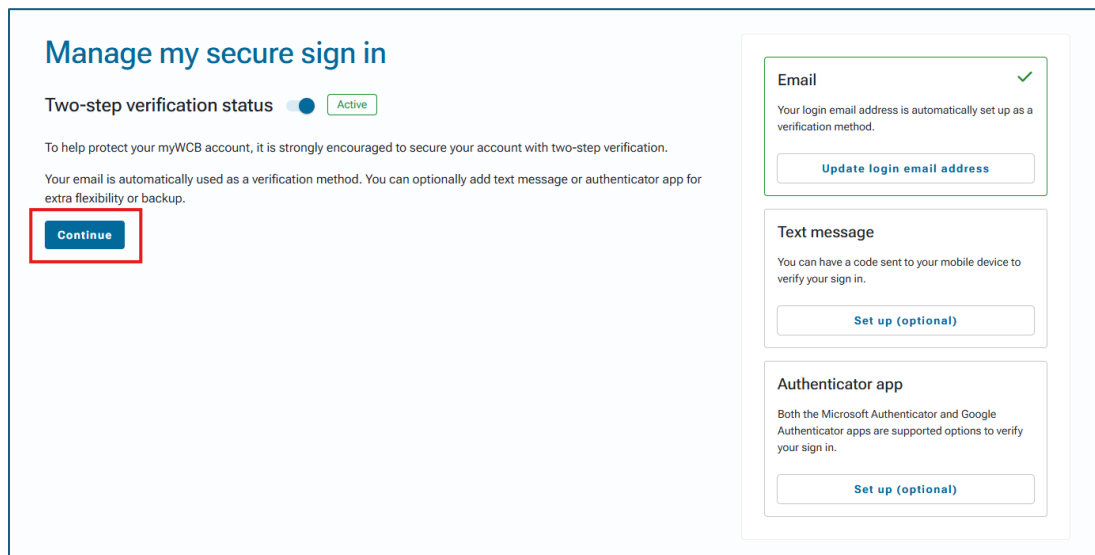 Manage my secure sign in
Two-step verification status Active
To help protect your myWCB account, it is strongly encouraged to secure your account with two-step verification.
Your email is automatically used as a verification method. You can optionally add text message or authenticator app for
extra flexibility or backup.
Continue
Email
Your login email address is automatically set up as a
verification method.
Update login email address
Text message
You can have a code sent to your mobile device to
verify your sign in.
Set up (optional)
Authenticator app
Both the Microsoft Authenticator and Google
Authenticator apps are supported options to verify
your sign in.
Set up (optional)